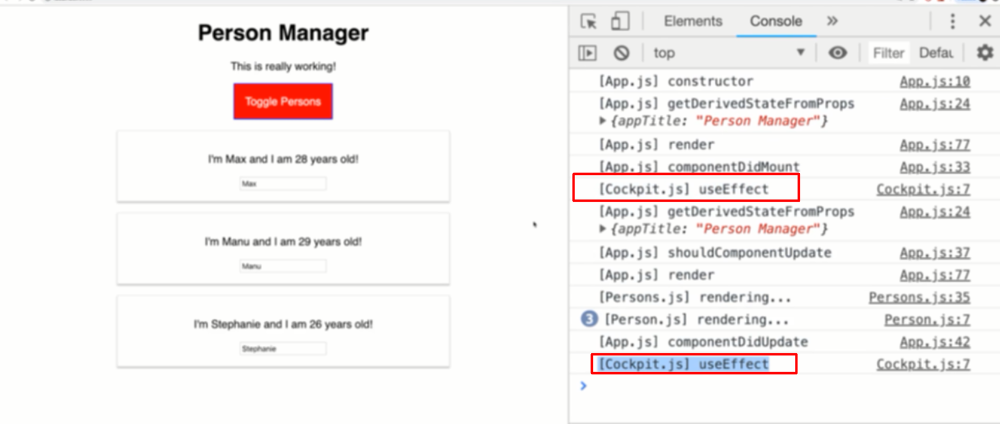 Person Manager
This is really working!
Toggle Persons
I'm Max and I am 28 years old!
Max
I'm Manu and I am 29 years old!
Manu
I'm Stephanie and I am 26 years old!
Stephanie
Elements Console »
top Filter Defau
[App.js] constructor App.js:10
[App.js] getDerivedStateFromProps App.js:24
{appTitle: "Person Manager"}
[App.js] render App.js:77
[App.js] componentDidMount App.js:33
[Cockpit.js] useEffect Cockpit.js:7
[App.js] getDerivedStateFromProps App.js:24
{appTitle: "Person Manager"}
[App.js] shouldComponentUpdate App.js:37
[App.js] render App.js:77
[Persons.js] rendering... Persons.js:35
3 [Person.js] rendering... Person.js:7
[App.js] componentDidUpdate App.js:42
[Cockpit.js] useEffect Cockpit.js:7